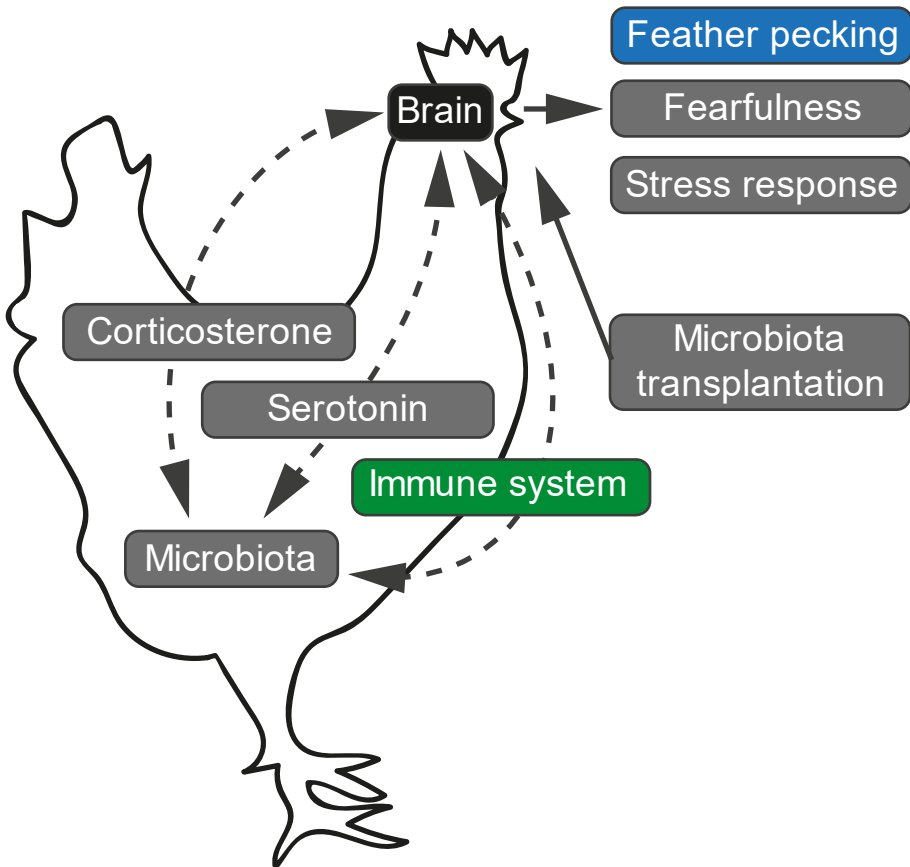 Feather pecking
Brain
Fearfulness
Stress response
Corticosterone
Microbiota
transplantation
Serotonin
Immune system
Microbiota